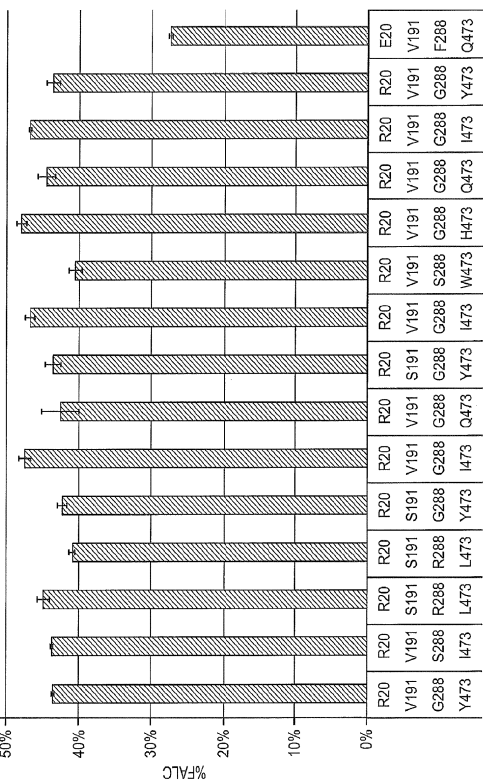 50%
40%
30%
20%
10%
0%
%FALC
R20 R20 R20 R20 R20 R20 R20 R20 R20 R20 R20 R20 R20 R20 E20
V191 V191 S191 S191 S191 V191 V191 S191 V191 V191 V191 V191 V191 V191 V191
G288 S288 R288 R288 G288 G288 G288 G288 G288 S288 G288 G288 G288 G288 F288
Y473 I473 L473 L473 Y473 I473 Q473 Y473 I473 W473 H473 Q473 I473 Y473 Q473